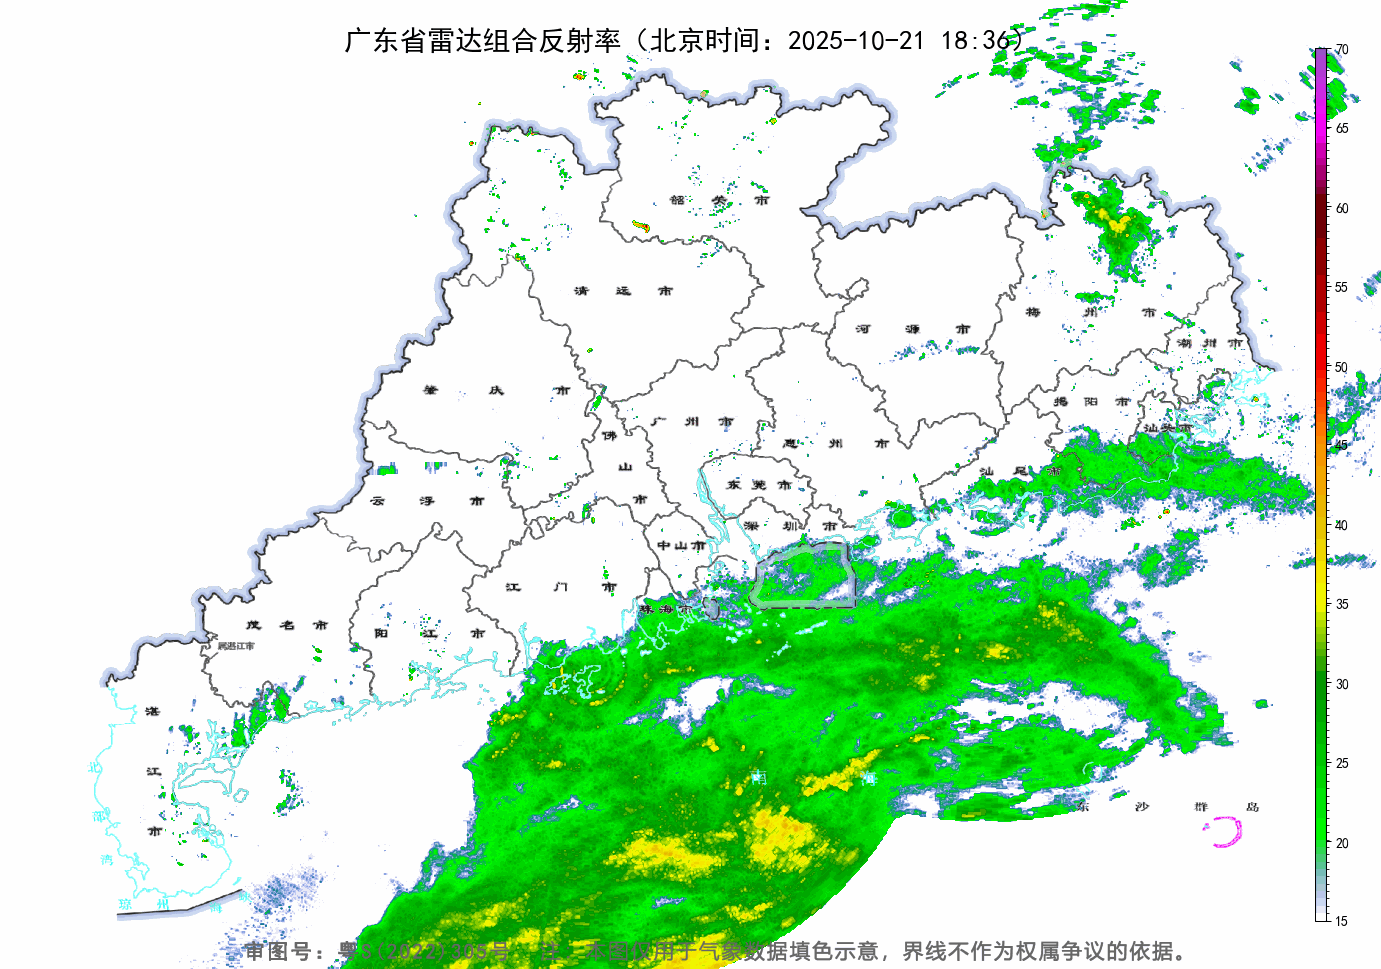 广东省雷达组合反射率（北京时间：2025-10-21 18:36）
70
65
60
55
50
45
40
35
30
25
20
15
韶 关 市
清 远 市
梅 州 市
河 源 市
潮 州 市
肇 庆 市
揭 阳 市
广 州 市
汕头市
佛 山 市
惠 州 市
汕 尾 市
东 莞 市
云 浮 市
深 圳 市
中山市
江 门 市
珠海市
茂 名 市
阳 江 市
属湛江市
湛 江 市
南 海
东 沙 群 岛
北 部 湾
琼 州 海 峡
审图号：粤S(2022)305号 注：本图仅用于气象数据填色示意，界线不作为权属争议的依据。